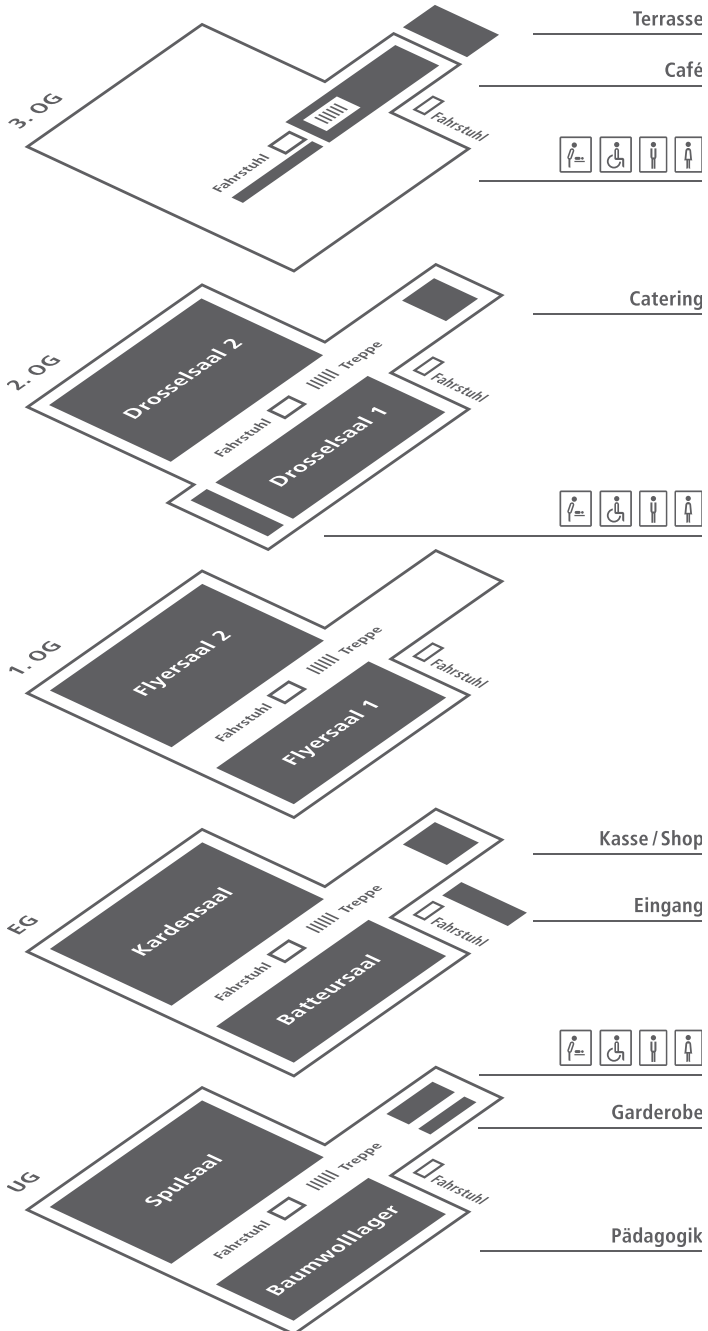 Terrasse
Café
3. OG
Fahrstuhl
Fahrstuhl
Catering
2. OG
Drosselsaal 2
Treppe
Fahrstuhl
Fahrstuhl
Drosselsaal 1
1. OG
Flyersaal 2
Treppe
Fahrstuhl
Fahrstuhl
Flyersaal 1
Kasse / Shop
Eingang
EG
Kardensaal
Treppe
Fahrstuhl
Fahrstuhl
Batteursaal
Garderobe
UG
Spulsaal
Treppe
Fahrstuhl
Fahrstuhl
Baumwolllager
Pädagogik